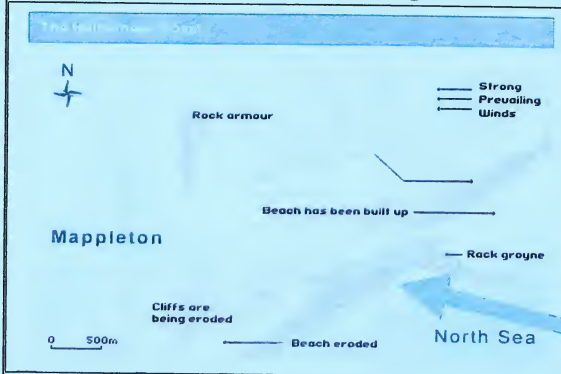 N
Strong
Prevailing
Winds
Rock armour
Beach has been built up
Mappleton
Rock groyne
Cliffs are
being eroded
0 500m
Beach eroded
North Sea